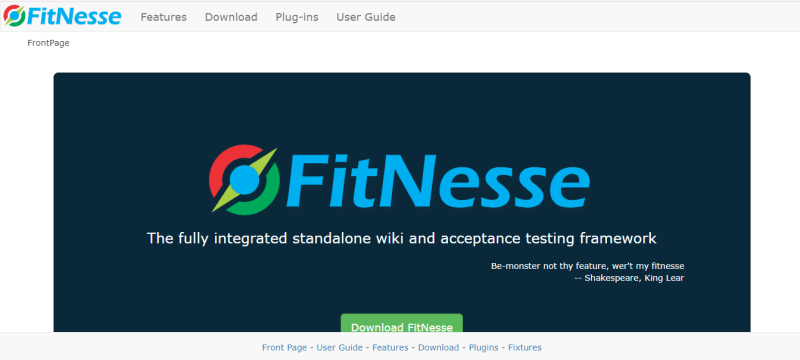 FitNesse Features Download Plug-ins User Guide
FrontPage
FitNesse
The fully integrated standalone wiki and acceptance testing framework
Be-monster not thy feature, wer't my fitnesse
-- Shakespeare, King Lear
Download FitNesse
Front Page - User Guide - Features - Download - Plugins - Fixtures